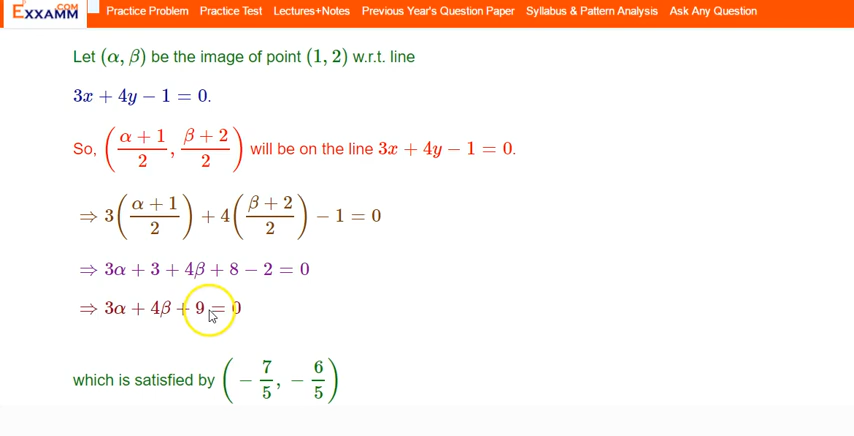 EXXAMM .COM
Practice Problem Practice Test Lectures+Notes Previous Year's Question Paper Syllabus & Pattern Analysis Ask Any Question
Let (α, β) be the image of point (1, 2) w.r.t. line
3x + 4y − 1 = 0.
So, ((α + 1)/2, (β + 2)/2) will be on the line 3x + 4y − 1 = 0.
⇒ 3((α + 1)/2) + 4((β + 2)/2) − 1 = 0
⇒ 3α + 3 + 4β + 8 − 2 = 0
⇒ 3α + 4β + 9 = 0
which is satisfied by (−7/5, −6/5)